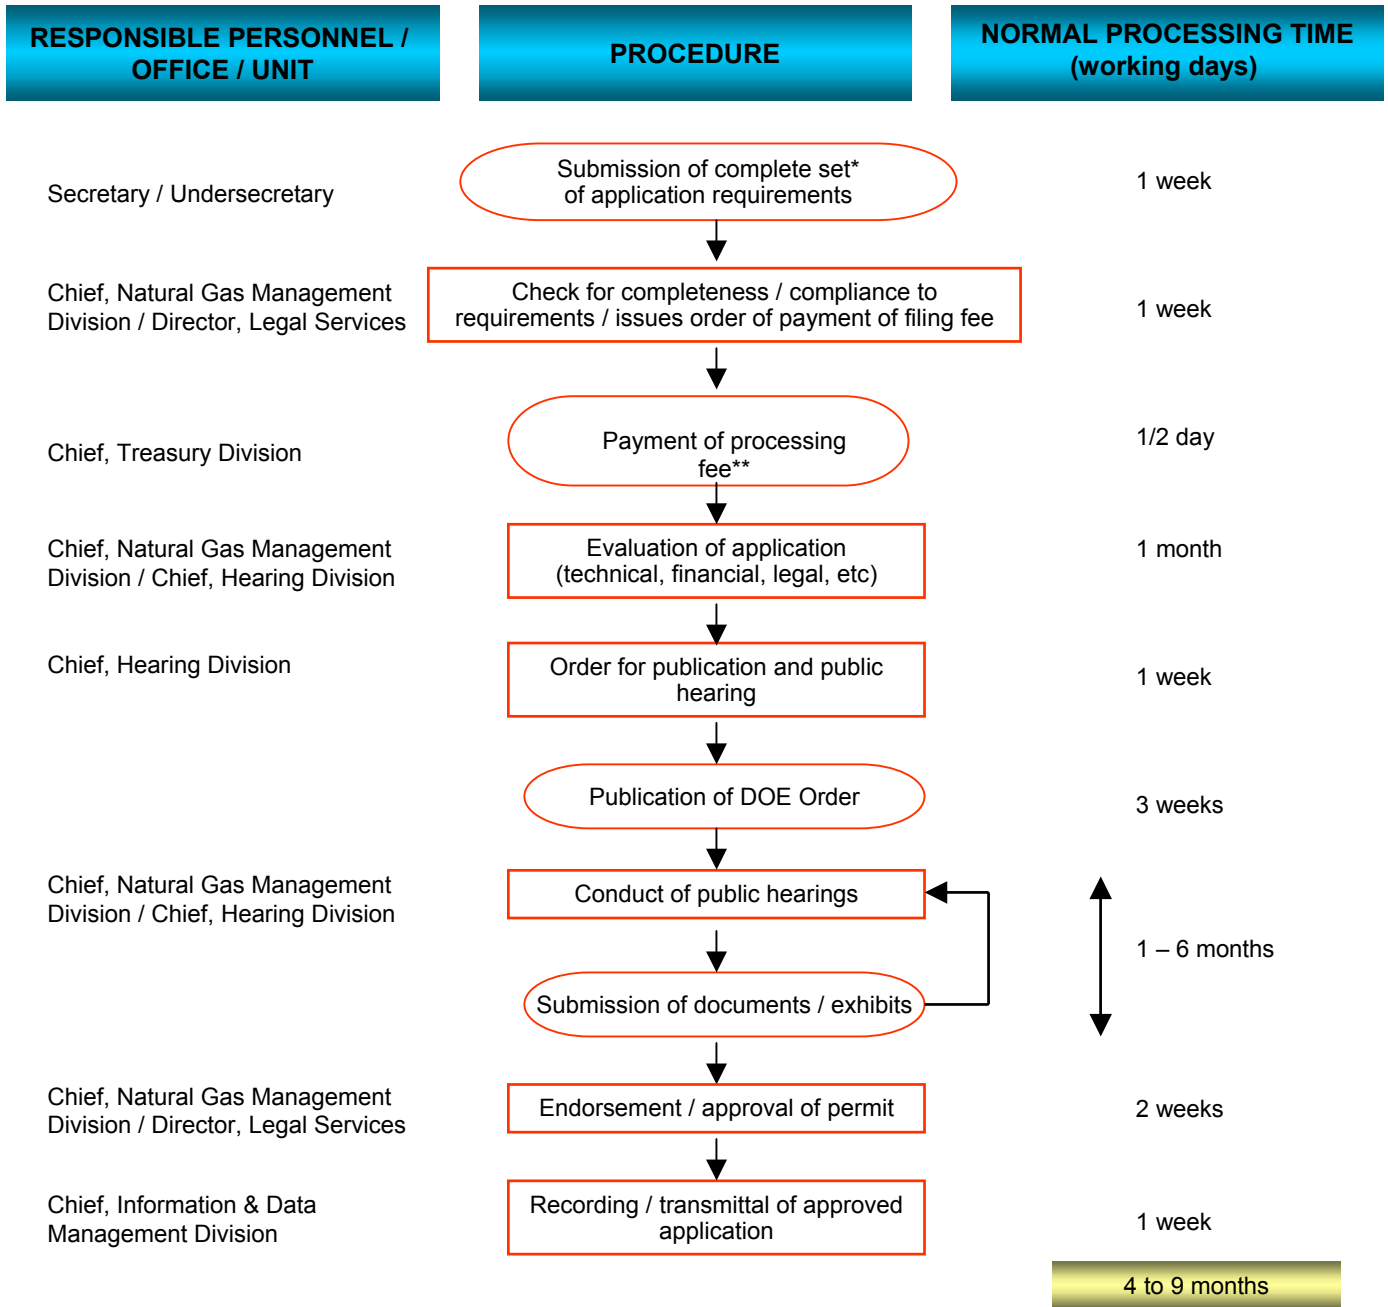 RESPONSIBLE PERSONNEL /
OFFICE / UNIT
PROCEDURE
NORMAL PROCESSING TIME
(working days)
Secretary / Undersecretary
Submission of complete set*
of application requirements
1 week
Chief, Natural Gas Management
Division / Director, Legal Services
Check for completeness / compliance to
requirements / issues order of payment of filing fee
1 week
Chief, Treasury Division
Payment of processing
fee**
1/2 day
Chief, Natural Gas Management
Division / Chief, Hearing Division
Evaluation of application
(technical, financial, legal, etc)
1 month
Chief, Hearing Division
Order for publication and public
hearing
1 week
Publication of DOE Order
3 weeks
Chief, Natural Gas Management
Division / Chief, Hearing Division
Conduct of public hearings
1 – 6 months
Submission of documents / exhibits
Chief, Natural Gas Management
Division / Director, Legal Services
Endorsement / approval of permit
2 weeks
Chief, Information & Data
Management Division
Recording / transmittal of approved
application
1 week
4 to 9 months